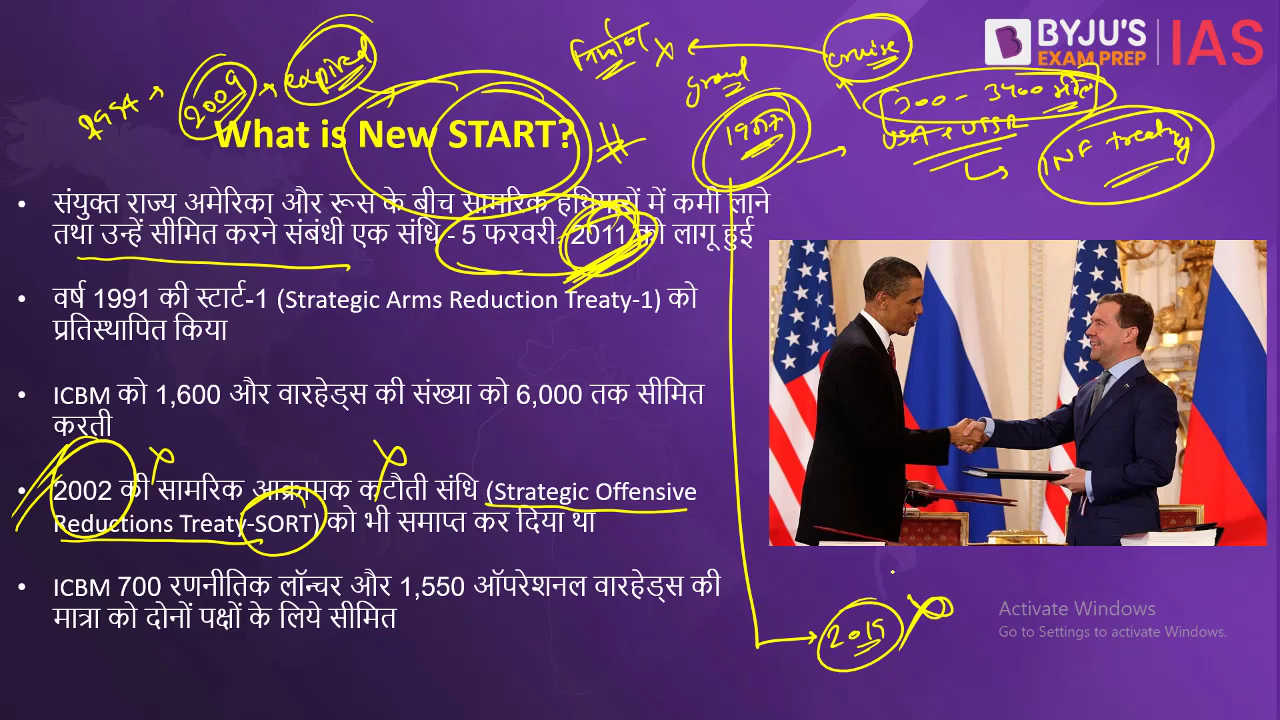 BYJU'S
EXAM PREP
IAS
निर्माण x
cruise
ground
2009
expired
1987
300 - 3400 मील
USA + USSR
INF treaty
What is New START?
• संयुक्त राज्य अमेरिका और रूस के बीच सामरिक हथियारों में कमी लाने
तथा उन्हें सीमित करने संबंधी एक संधि - 5 फरवरी, 2011 को लागू हुई
• वर्ष 1991 की स्टार्ट-1 (Strategic Arms Reduction Treaty-1) को
प्रतिस्थापित किया
• ICBM को 1,600 और वारहेड्स की संख्या को 6,000 तक सीमित
करती
• 2002 की सामरिक आक्रामक कटौती संधि (Strategic Offensive
Reductions Treaty-SORT) को भी समाप्त कर दिया था
• ICBM 700 रणनीतिक लॉन्चर और 1,550 ऑपरेशनल वारहेड्स की
मात्रा को दोनों पक्षों के लिये सीमित
2019
Activate Windows
Go to Settings to activate Windows.